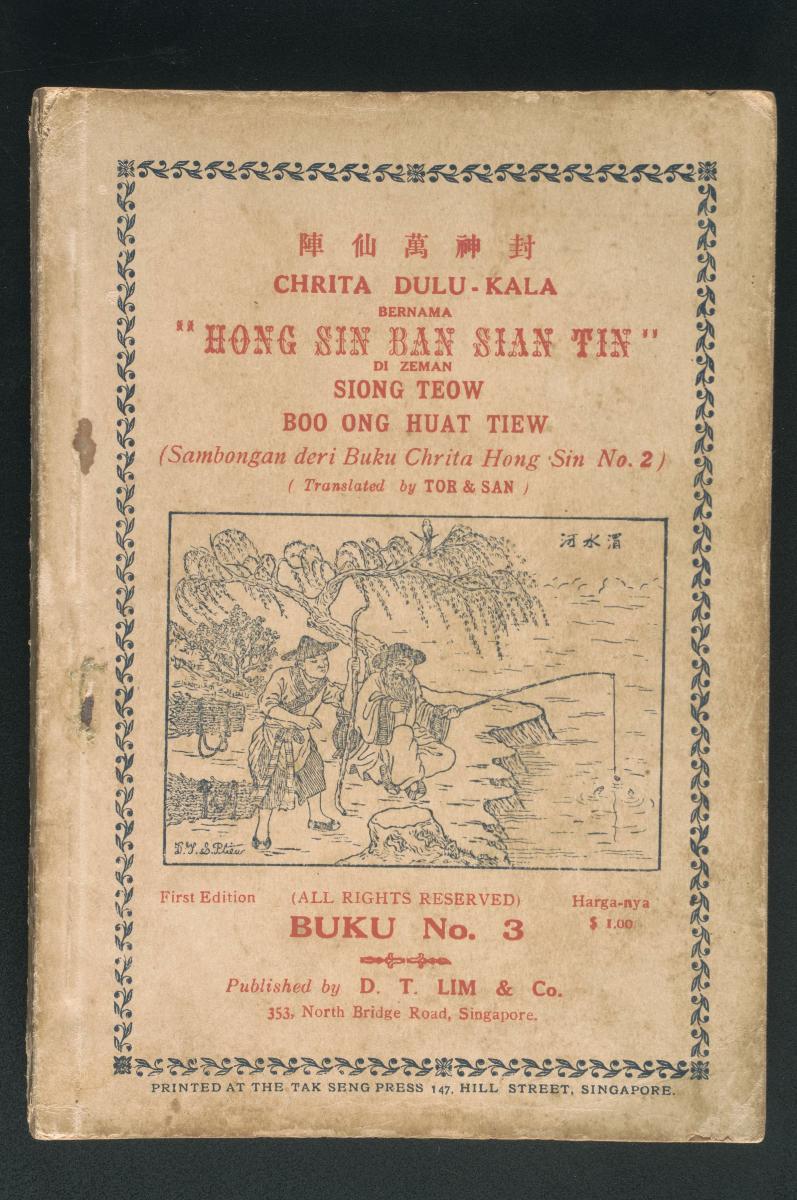 封神萬仙陣
CHRITA DULU-KALA
BERNAMA
"HONG SIN BAN SIAN TIN"
DI ZEMAN
SIONG TEOW
BOO ONG HUAT TIEW
(Sambongan deri Buku Chrita Hong Sin No. 2)
(Translated by TOR & SAN)
渭水河
First Edition (ALL RIGHTS RESERVED) Harga-nya
BUKU No. 3 $ 1.00
Published by D. T. LIM & Co.
353, North Bridge Road, Singapore.
PRINTED AT THE TAK SENG PRESS 147, HILL STREET, SINGAPORE.